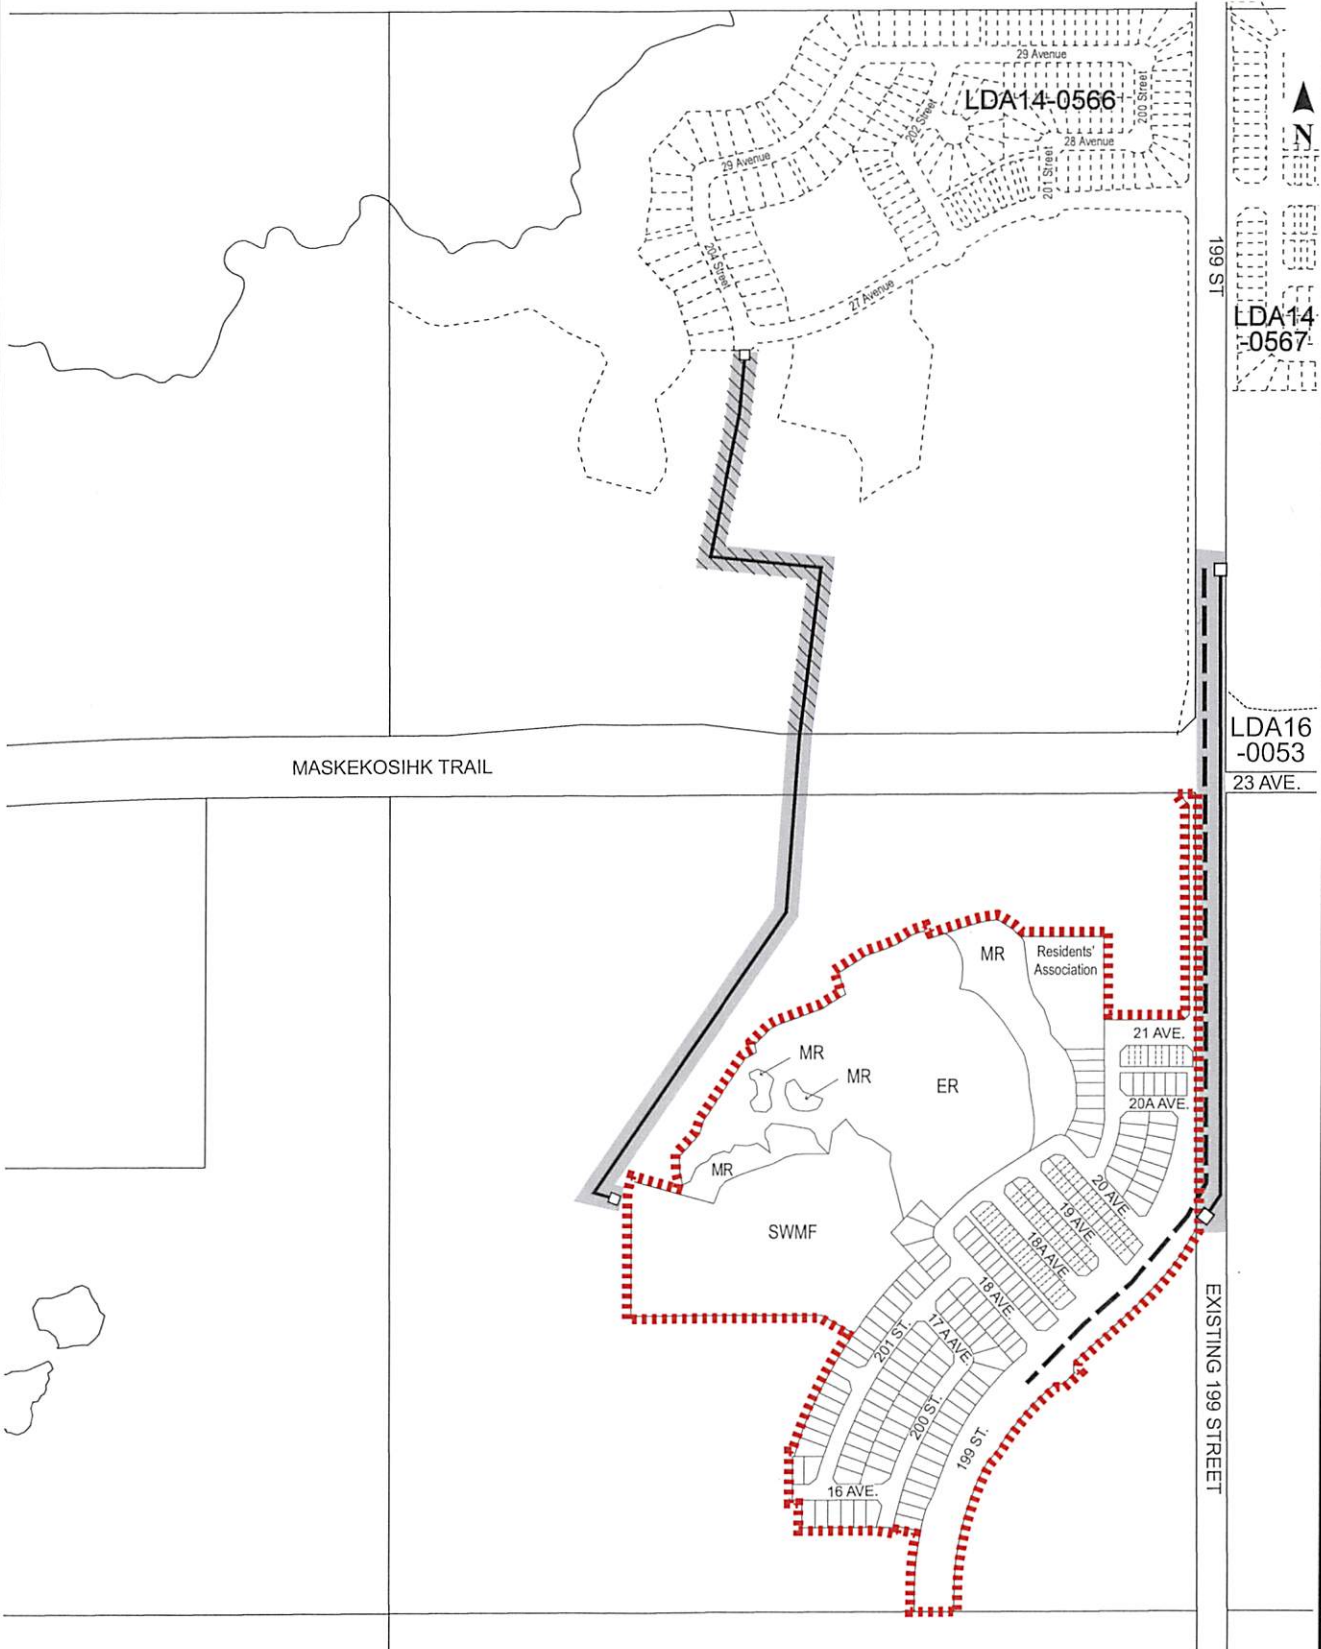 29 Avenue
LDA14-0566
200 Street
202 Street
N
28 Avenue
29 Avenue
201 Street
204 Street
199 ST
27 Avenue
LDA14
-0567
LDA16
-0053
MASKEKOSIHK TRAIL
23 AVE.
MR
Residents'
Association
21 AVE.
MR
MR
ER
20A AVE.
MR
20 AVE.
19 AVE.
SWMF
18A AVE.
18 AVE.
17A AVE.
201 ST.
EXISTING 199 STREET
200 ST.
199 ST.
16 AVE.